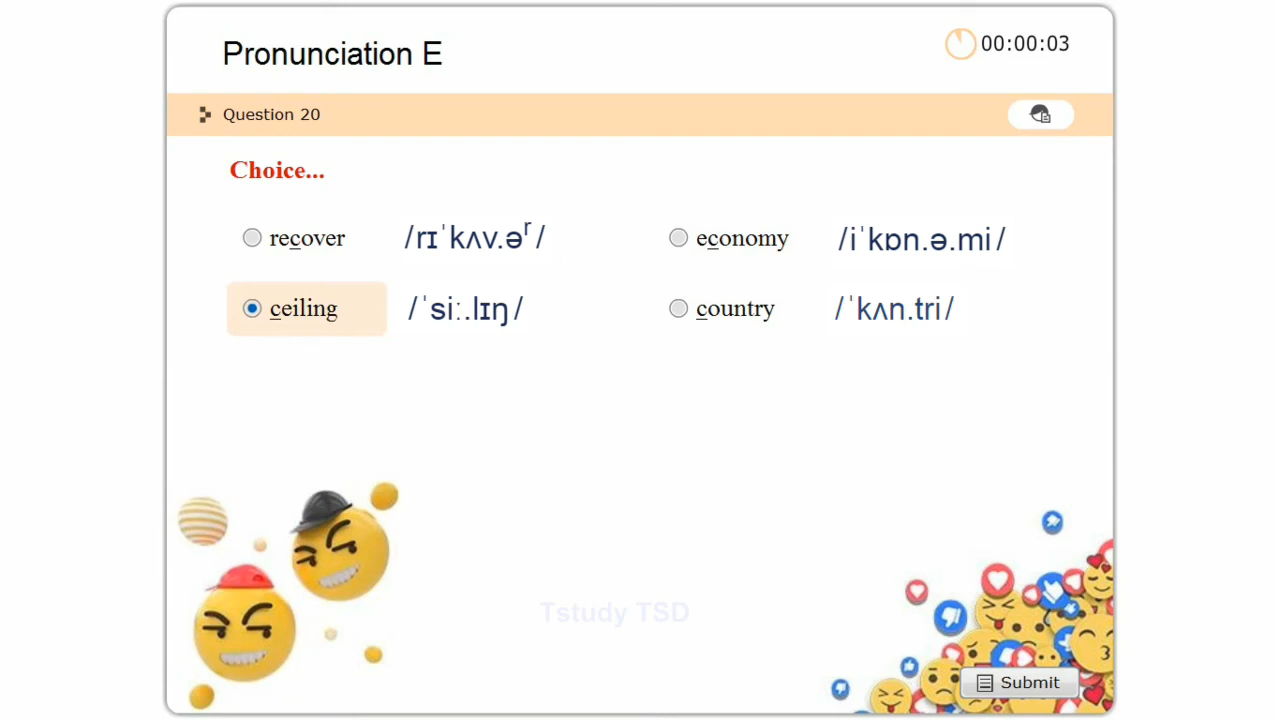 Pronunciation E
00:00:03
Question 20
Choice...
recover /rɪˈkʌv.əʳ/ economy /iˈkɒn.ə.mi/
ceiling /ˈsiː.lɪŋ/ country /ˈkʌn.tri/
Tstudy TSD
Submit